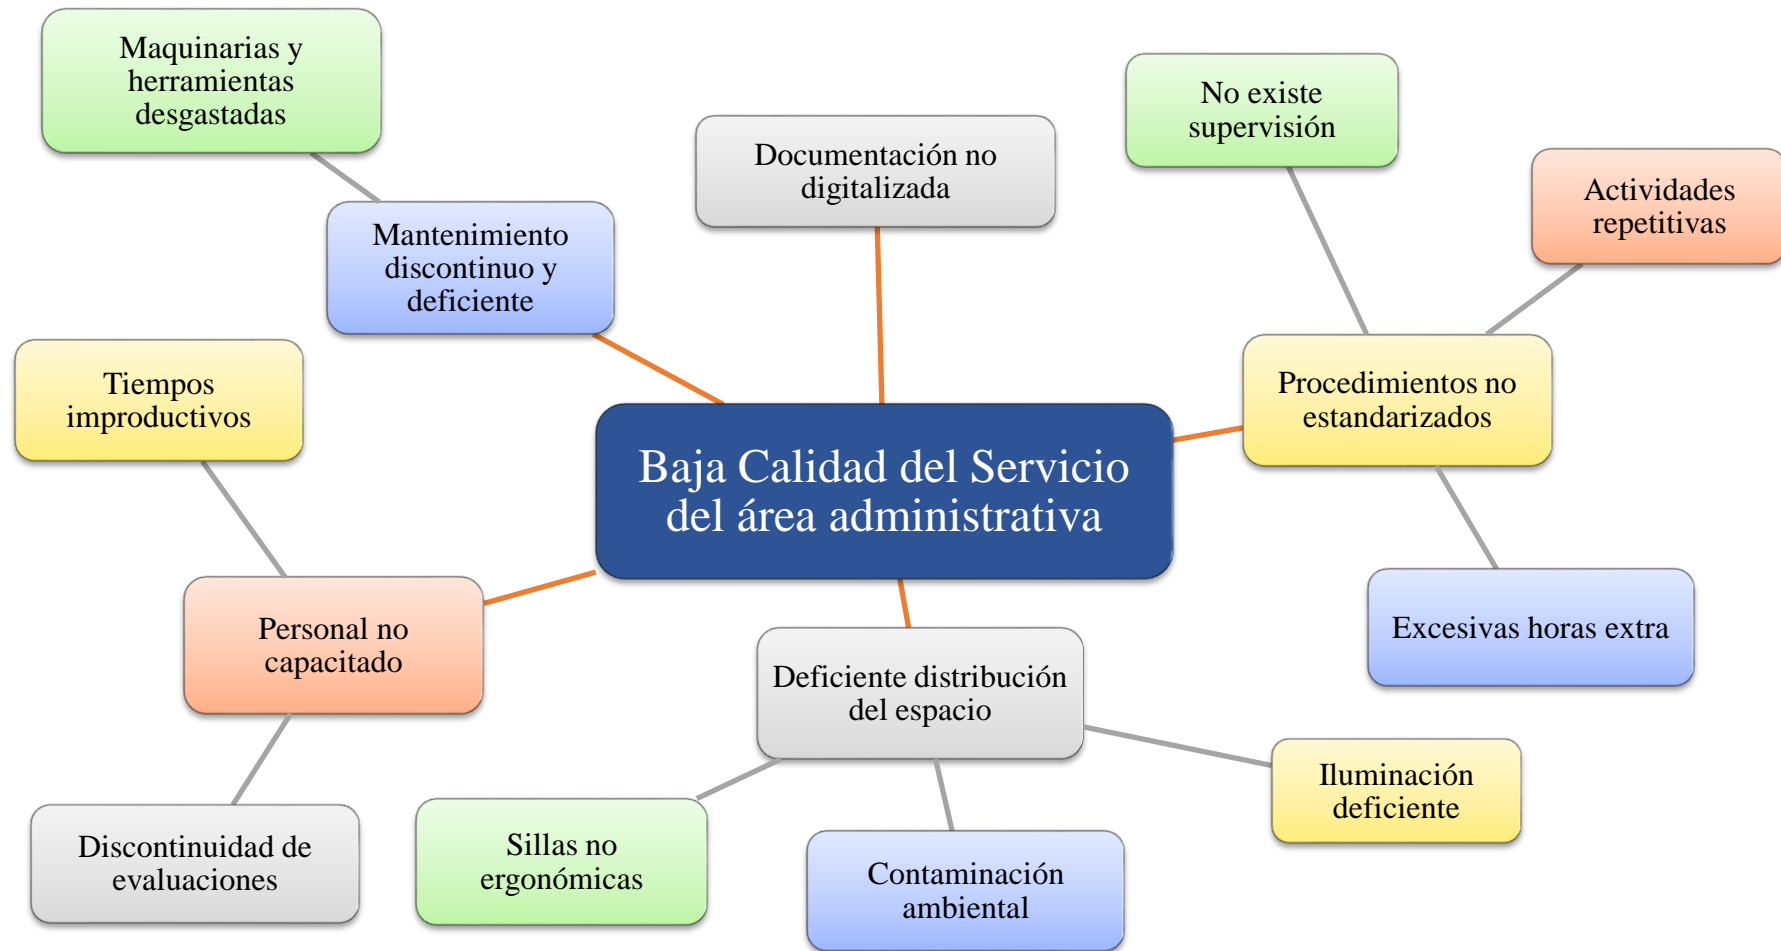 Maquinarias y
herramientas
desgastadas
No existe
supervisión
Documentación no
digitalizada
Actividades
repetitivas
Mantenimiento
discontinuo y
deficiente
Tiempos
improductivos
Procedimientos no
estandarizados
Baja Calidad del Servicio
del área administrativa
Personal no
capacitado
Excesivas horas extra
Deficiente distribución
del espacio
Iluminación
deficiente
Discontinuidad de
evaluaciones
Sillas no
ergonómicas
Contaminación
ambiental